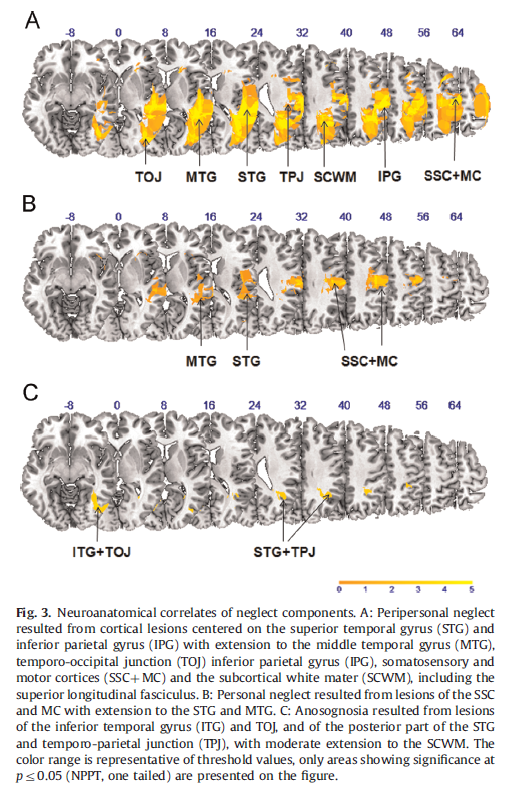 A
-8 0 8 16 24 32 40 48 56 64
TOJ MTG STG TPJ SCWM IPG SSC+MC
B
-8 0 8 16 24 32 40 48 56 64
MTG STG SSC+MC
C
-8 0 8 16 24 32 40 48 56 64
ITG+TOJ STG+TPJ
0 1 2 3 4 5
Fig. 3. Neuroanatomical correlates of neglect components. A: Peripersonal neglect
resulted from cortical lesions centered on the superior temporal gyrus (STG) and
inferior parietal gyrus (IPG) with extension to the middle temporal gyrus (MTG),
temporo-occipital junction (TOJ) inferior parietal gyrus (IPG), somatosensory and
motor cortices (SSC+MC) and the subcortical white mater (SCWM), including the
superior longitudinal fasciculus. B: Personal neglect resulted from lesions of the SSC
and MC with extension to the STG and MTG. C: Anosognosia resulted from lesions
of the inferior temporal gyrus (ITG) and TOJ, and of the posterior part of the STG
and temporo-parietal junction (TPJ), with moderate extension to the SCWM. The
color range is representative of threshold values, only areas showing significance at
p≤0.05 (NPPT, one tailed) are presented on the figure.